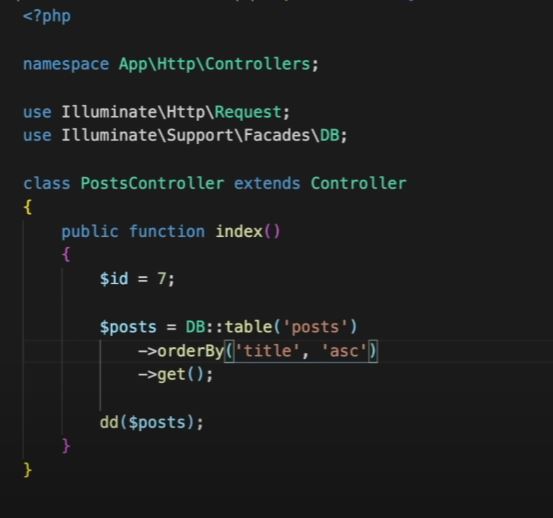 <?php
namespace App\Http\Controllers;
use Illuminate\Http\Request;
use Illuminate\Support\Facades\DB;
class PostsController extends Controller
{
    public function index()
    {
        $id = 7;
        $posts = DB::table('posts')
            ->orderBy('title', 'asc')
            ->get();
        dd($posts);
    }
}